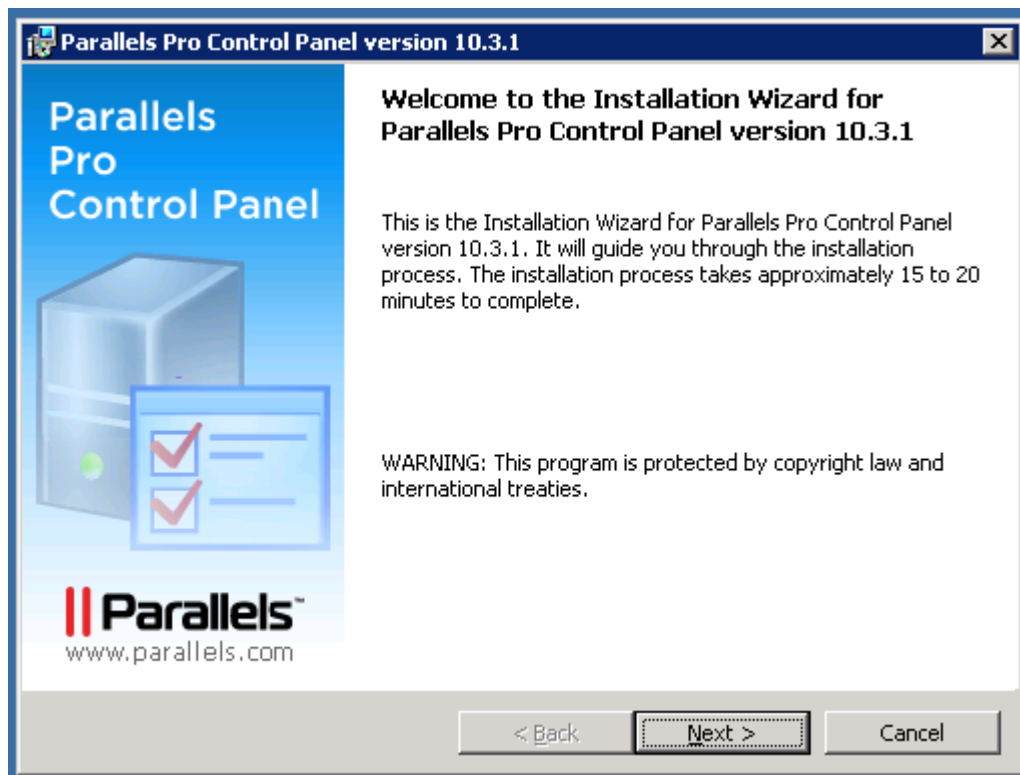 Parallels Pro Control Panel version 10.3.1
Parallels
Pro
Control Panel
Welcome to the Installation Wizard for
Parallels Pro Control Panel version 10.3.1
This is the Installation Wizard for Parallels Pro Control Panel
version 10.3.1. It will guide you through the installation
process. The installation process takes approximately 15 to 20
minutes to complete.
WARNING: This program is protected by copyright law and
international treaties.
Parallels™
www.parallels.com
< Back
Next >
Cancel